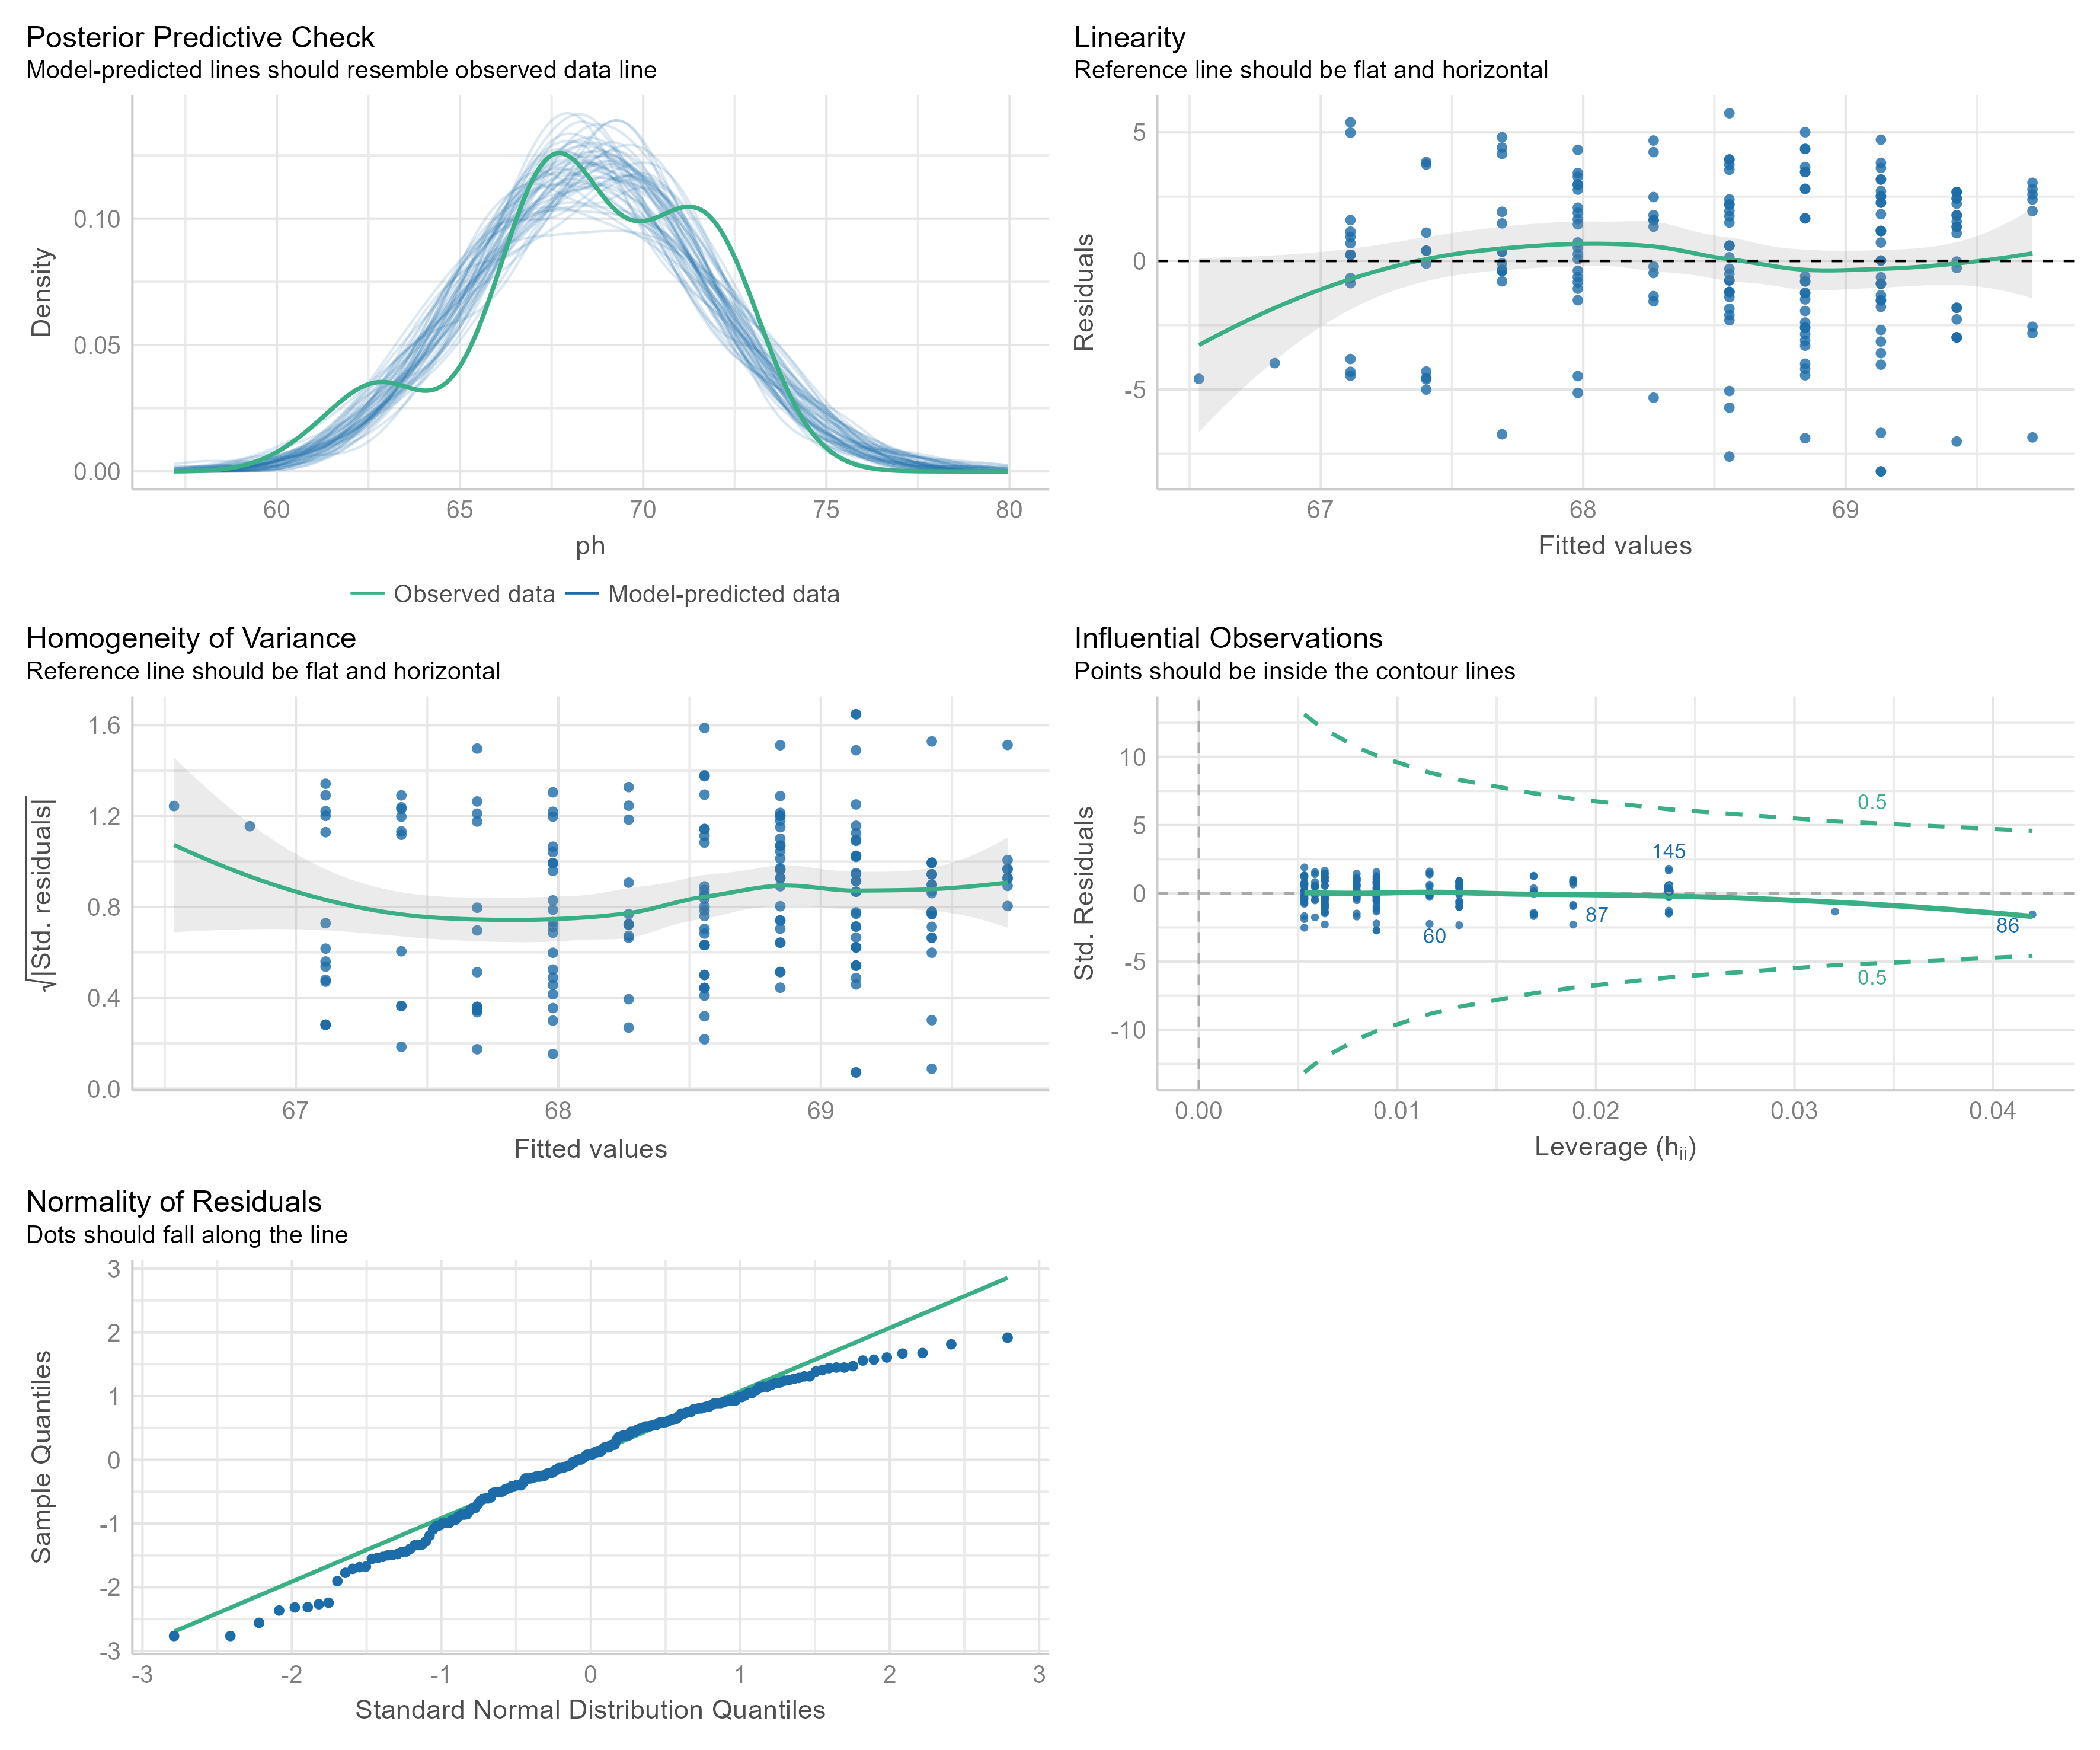 Posterior Predictive Check
Model-predicted lines should resemble observed data line
0.10
0.05
0.00
Density
60 65 70 75 80
ph
Observed data Model-predicted data
Linearity
Reference line should be flat and horizontal
5
0
-5
Residuals
67 68 69
Fitted values
Homogeneity of Variance
Reference line should be flat and horizontal
1.6
1.2
0.8
0.4
0.0
√|Std. residuals|
67 68 69
Fitted values
Influential Observations
Points should be inside the contour lines
10
5
0
-5
-10
Std. Residuals
0.5
145
87
60
86
0.5
0.00 0.01 0.02 0.03 0.04
Leverage (hii)
Normality of Residuals
Dots should fall along the line
3
2
1
0
-1
-2
-3
Sample Quantiles
-3 -2 -1 0 1 2 3
Standard Normal Distribution Quantiles